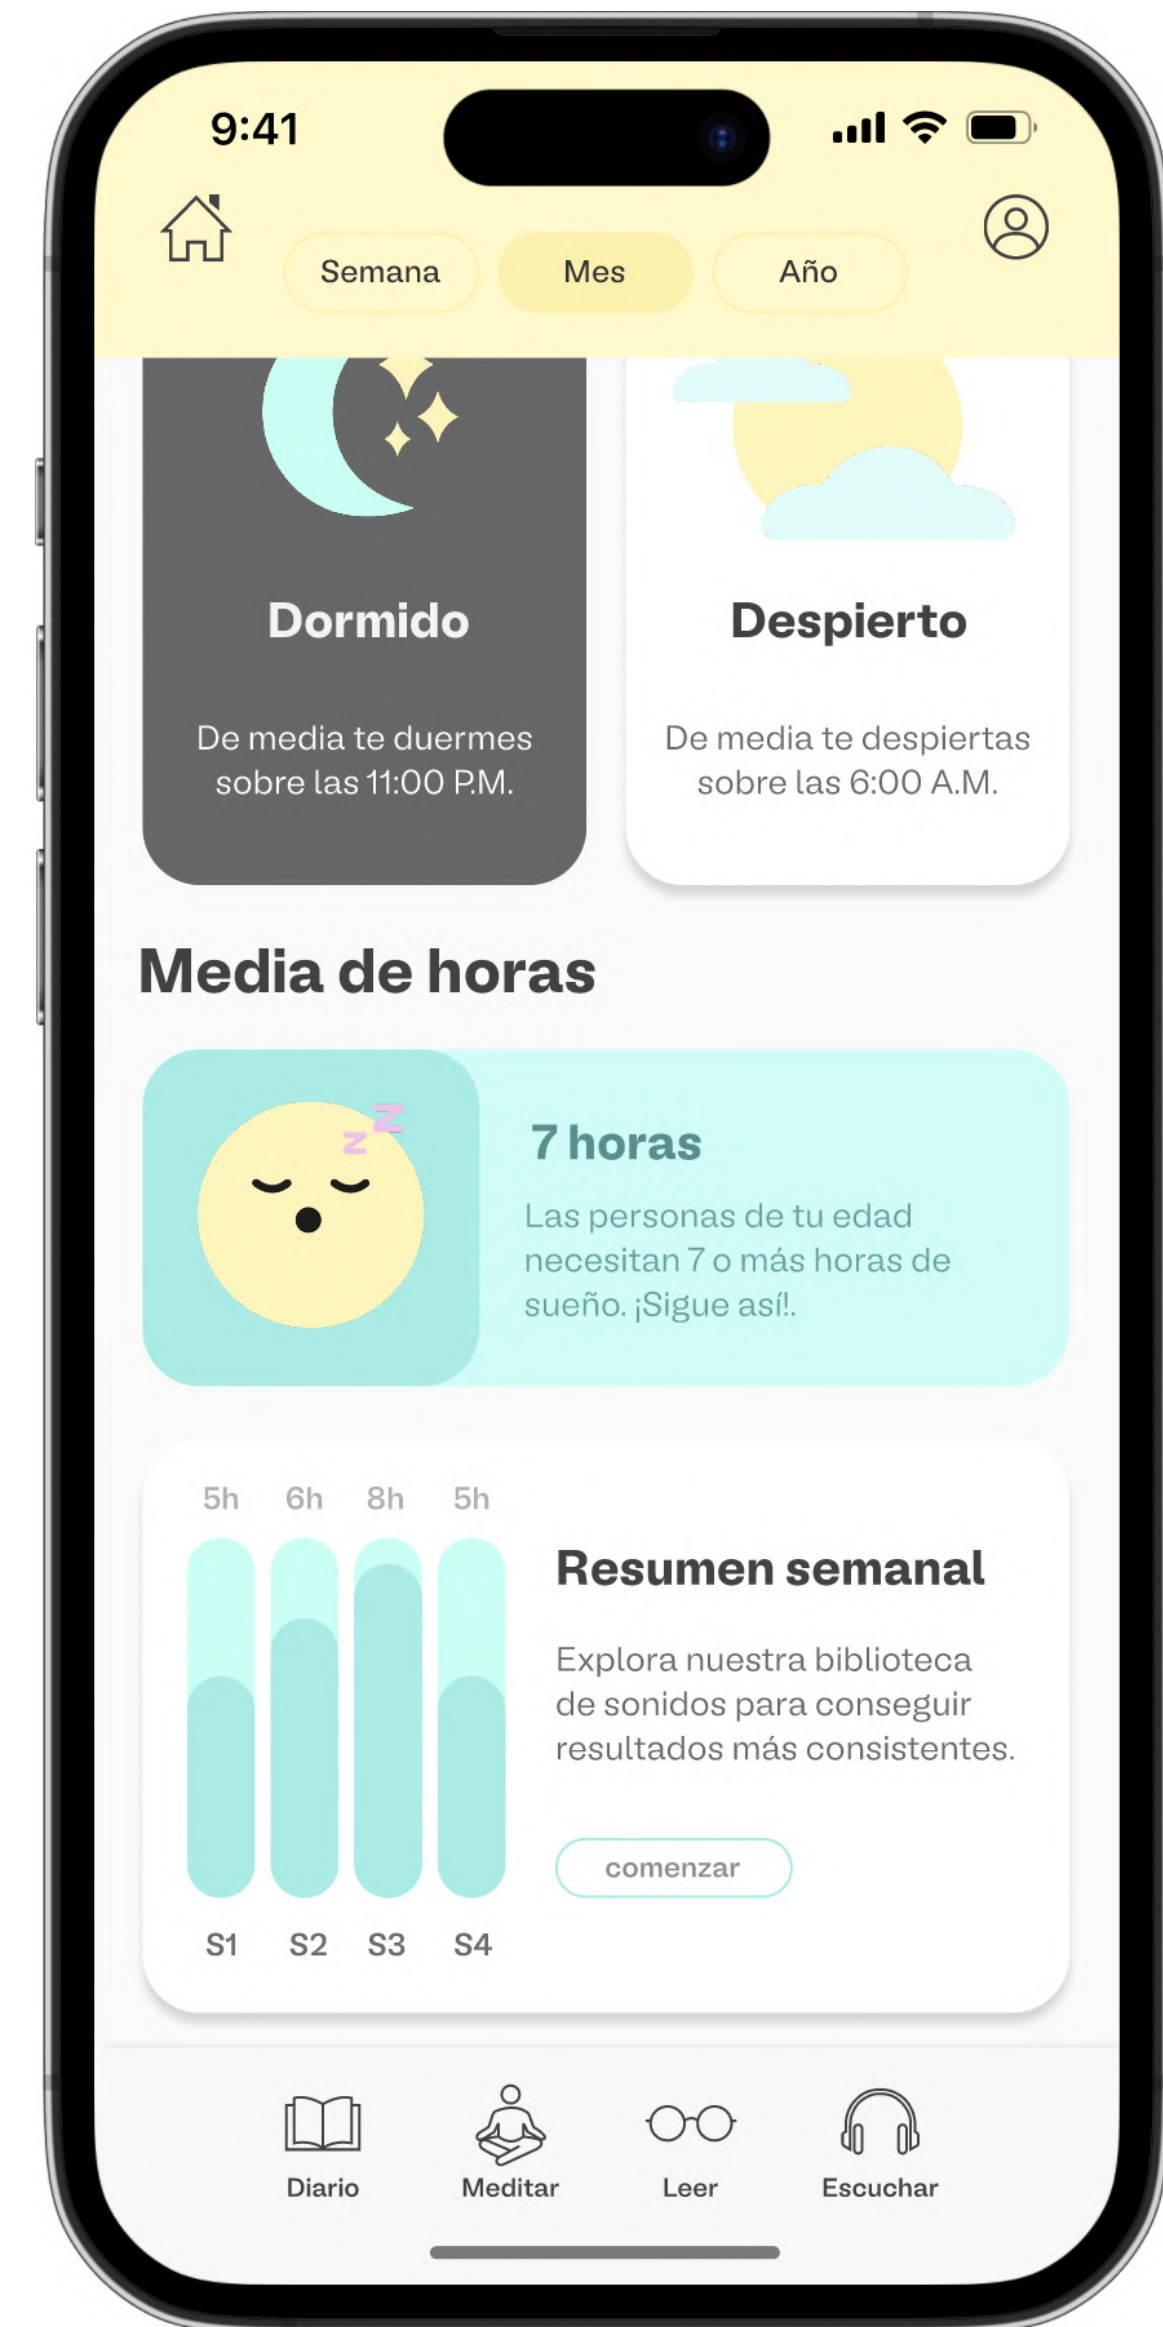 9:41
Semana
Mes
Año
Dormido
De media te duermes
sobre las 11:00 P.M.
Despierto
De media te despiertas
sobre las 6:00 A.M.
Media de horas
z Z
7 horas
Las personas de tu edad
necesitan 7 o más horas de
sueño. ¡Sigue así!.
5h 6h 8h 5h
S1 S2 S3 S4
Resumen semanal
Explora nuestra biblioteca
de sonidos para conseguir
resultados más consistentes.
comenzar
Diario
Meditar
Leer
Escuchar